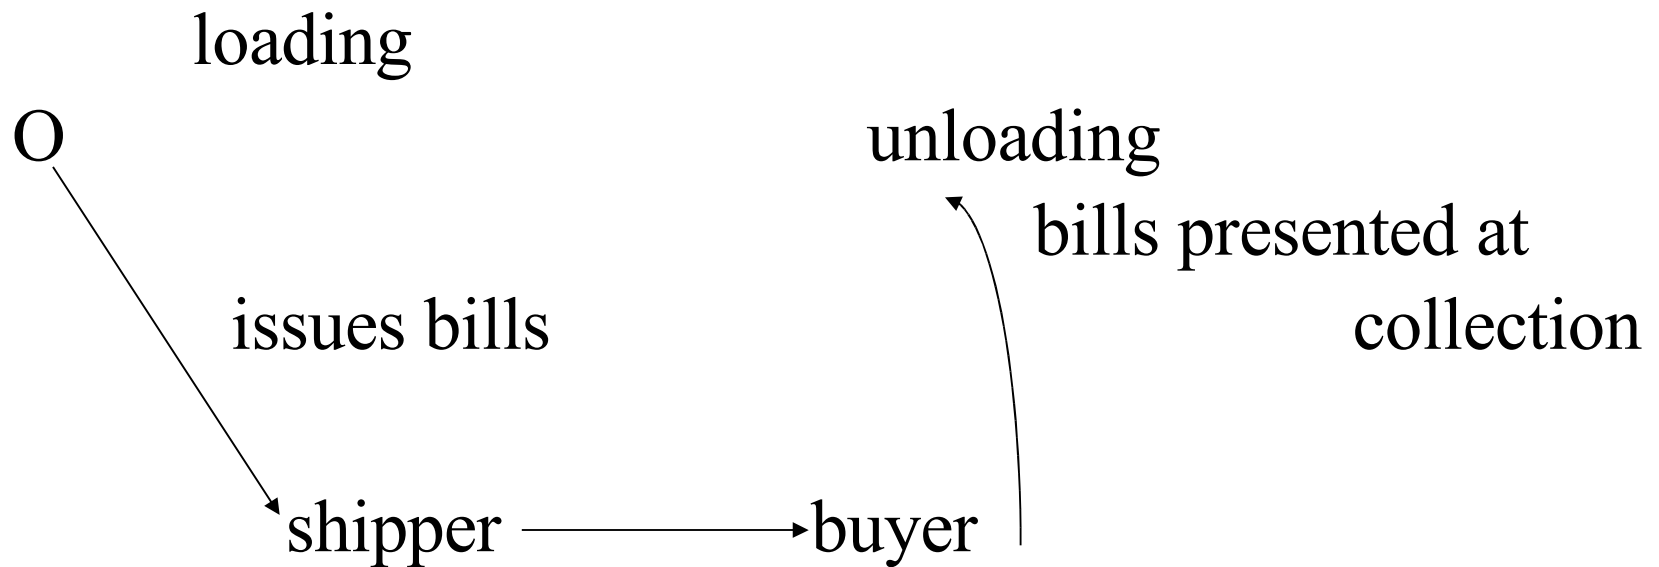 loading
O
unloading
bills presented at
collection
issues bills
shipper
buyer